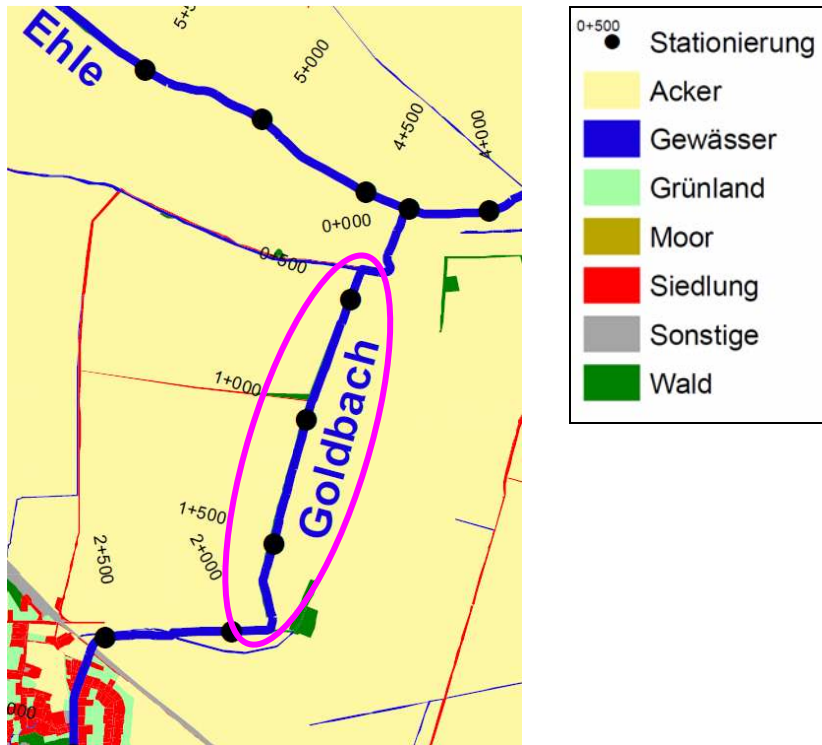 Ehle
5+000
4+500
4+000
0+000
0+500
1+000
Goldbach
1+500
2+000
2+500
0+500
Stationierung
Acker
Gewässer
Grünland
Moor
Siedlung
Sonstige
Wald